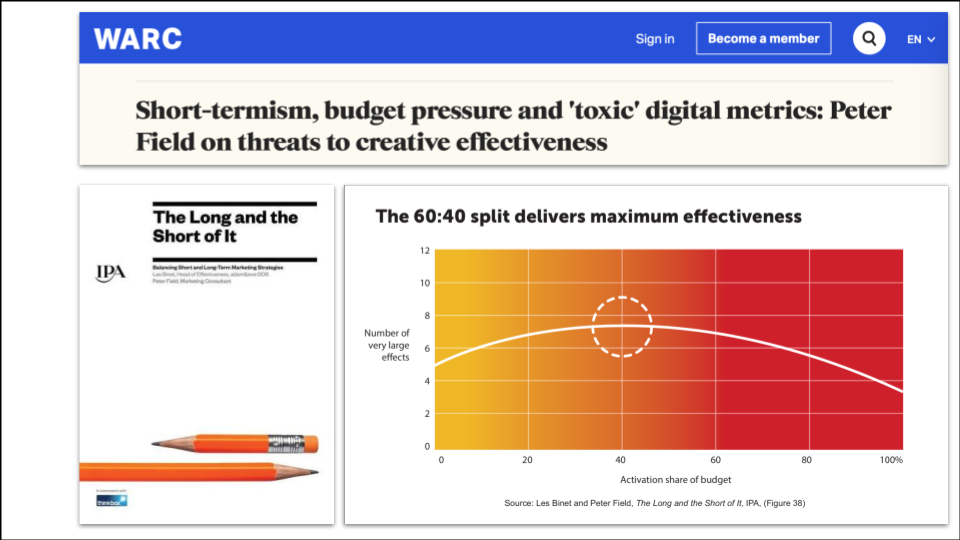 WARC
Sign in
Become a member
EN
Short-termism, budget pressure and 'toxic' digital metrics: Peter
Field on threats to creative effectiveness
The Long and the
Short of It
IPA
Balancing Short and Long-Term Marketing Strategies
Les Binet, Head of Effectiveness, adam&eve DDB
Peter Field, Marketing Consultant
thinkbox
The 60:40 split delivers maximum effectiveness
12
10
8
6
4
2
0
Number of
very large
effects
0 20 40 60 80 100%
Activation share of budget
Source: Les Binet and Peter Field, The Long and the Short of It, IPA, (Figure 38)